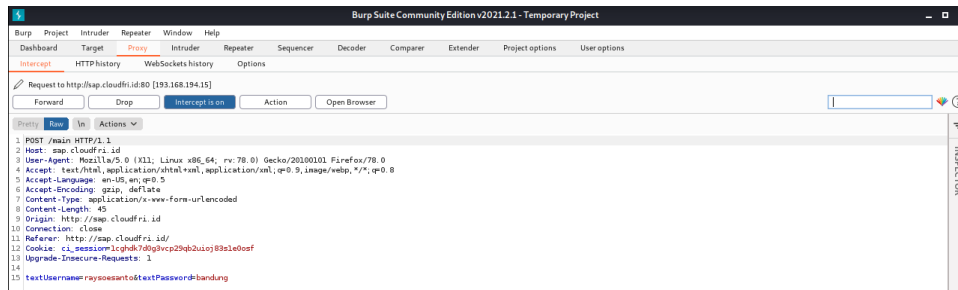 Burp Suite Community Edition v2021.2.1 - Temporary Project
Burp Project Intruder Repeater Window Help
Dashboard Target Proxy Intruder Repeater Sequencer Decoder Comparer Extender Project options User options
Intercept HTTP history WebSockets history Options
Request to http://sap.cloudfri.id:80 [193.168.194.15]
Forward Drop Intercept is on Action Open Browser
Pretty Raw \n Actions
INSPECTOR
1 POST /main HTTP/1.1
2 Host: sap.cloudfri.id
3 User-Agent: Mozilla/5.0 (X11; Linux x86_64; rv:78.0) Gecko/20100101 Firefox/78.0
4 Accept: text/html,application/xhtml+xml,application/xml;q=0.9,image/webp,*/*;q=0.8
5 Accept-Language: en-US,en;q=0.5
6 Accept-Encoding: gzip, deflate
7 Content-Type: application/x-www-form-urlencoded
8 Content-Length: 45
9 Origin: http://sap.cloudfri.id
10 Connection: close
11 Referer: http://sap.cloudfri.id/
12 Cookie: ci_session=1cghdk7d0g3vcp29qb2uioj83s1e0osf
13 Upgrade-Insecure-Requests: 1
14
15 textUsername=raysoesanto&textPassword=bandung